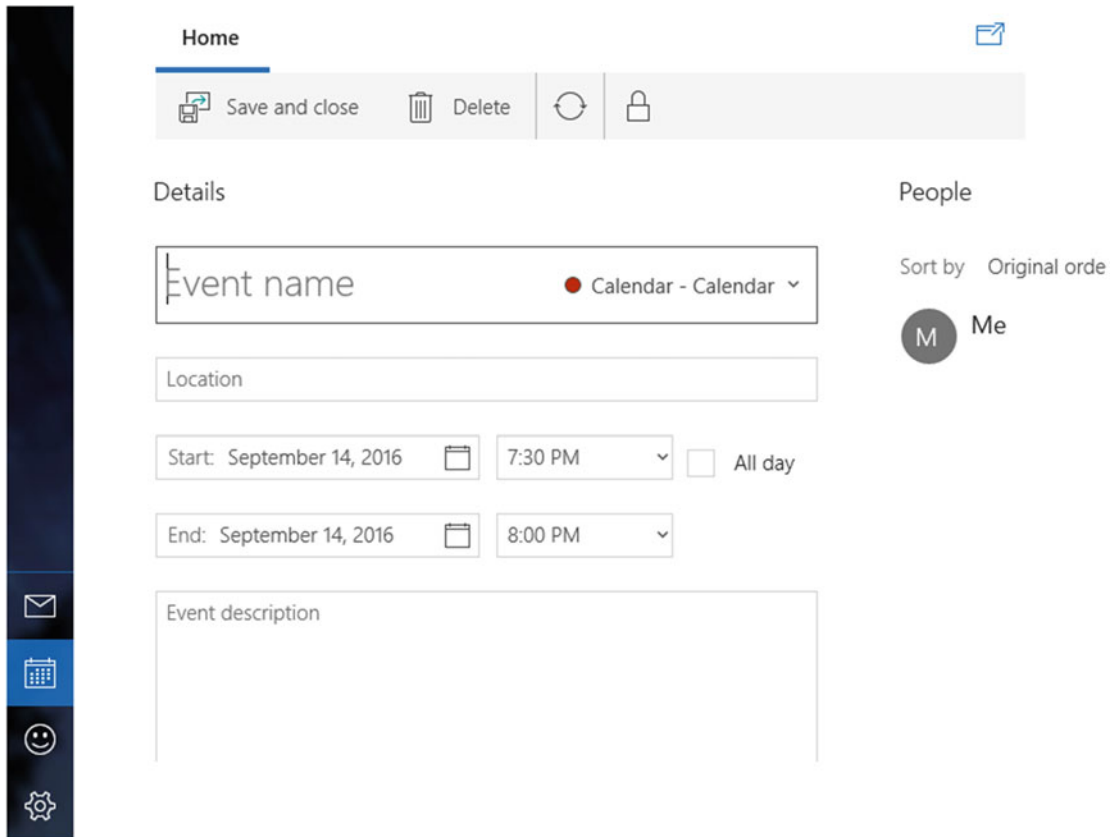 Home
Save and close Delete
Details
Event name Calendar - Calendar
Location
Start: September 14, 2016 7:30 PM All day
End: September 14, 2016 8:00 PM
Event description
People
Sort by Original orde
M Me